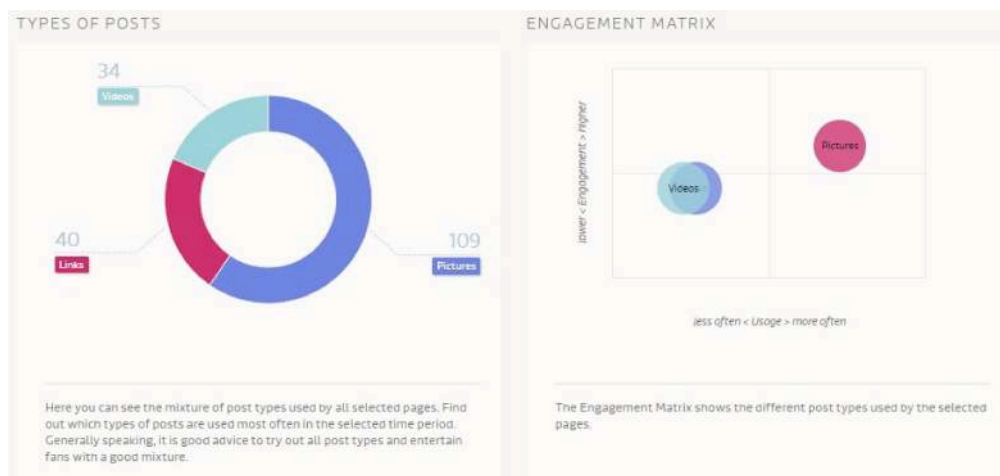 TYPES OF POSTS
34
Videos
40
Links
109
Pictures
Here you can see the mixture of post types used by all selected pages. Find
out which types of posts are used most often in the selected time period.
Generally speaking, it is good advice to try out all post types and entertain
fans with a good mixture.
ENGAGEMENT MATRIX
lower < Engagement > higher
Pictures
Videos
less often < Usage > more often
The Engagement Matrix shows the different post types used by the selected
pages.